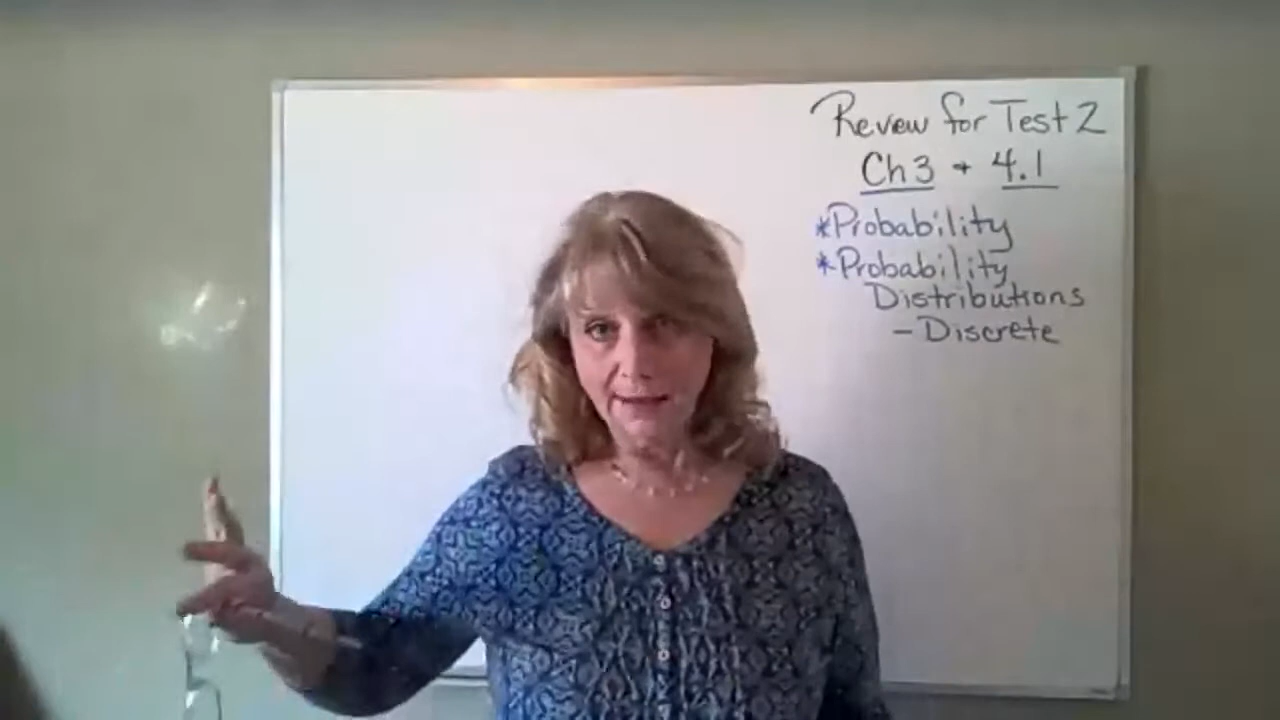 Review for Test 2
Ch 3 + 4.1
*Probability
*Probability
Distributions
- Discrete